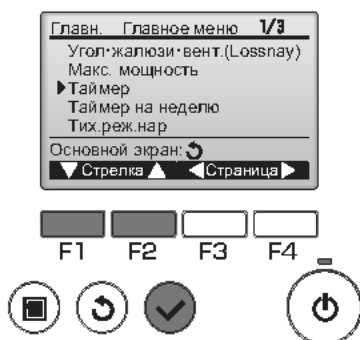 Главн. Главное меню 1/3
Угол·жалюзи·вент.(Lossnay)
Макс. мощность
▶Таймер
Таймер на неделю
Тих.реж.нар
Основной экран:
▼ Стрелка ▲ ◀Страница▶
F1 F2 F3 F4